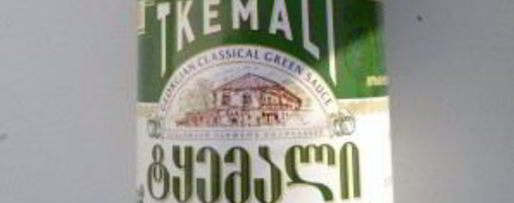 TKEMALI
GEORGIAN CLASSICAL GREEN SAUCE
ტყემალი